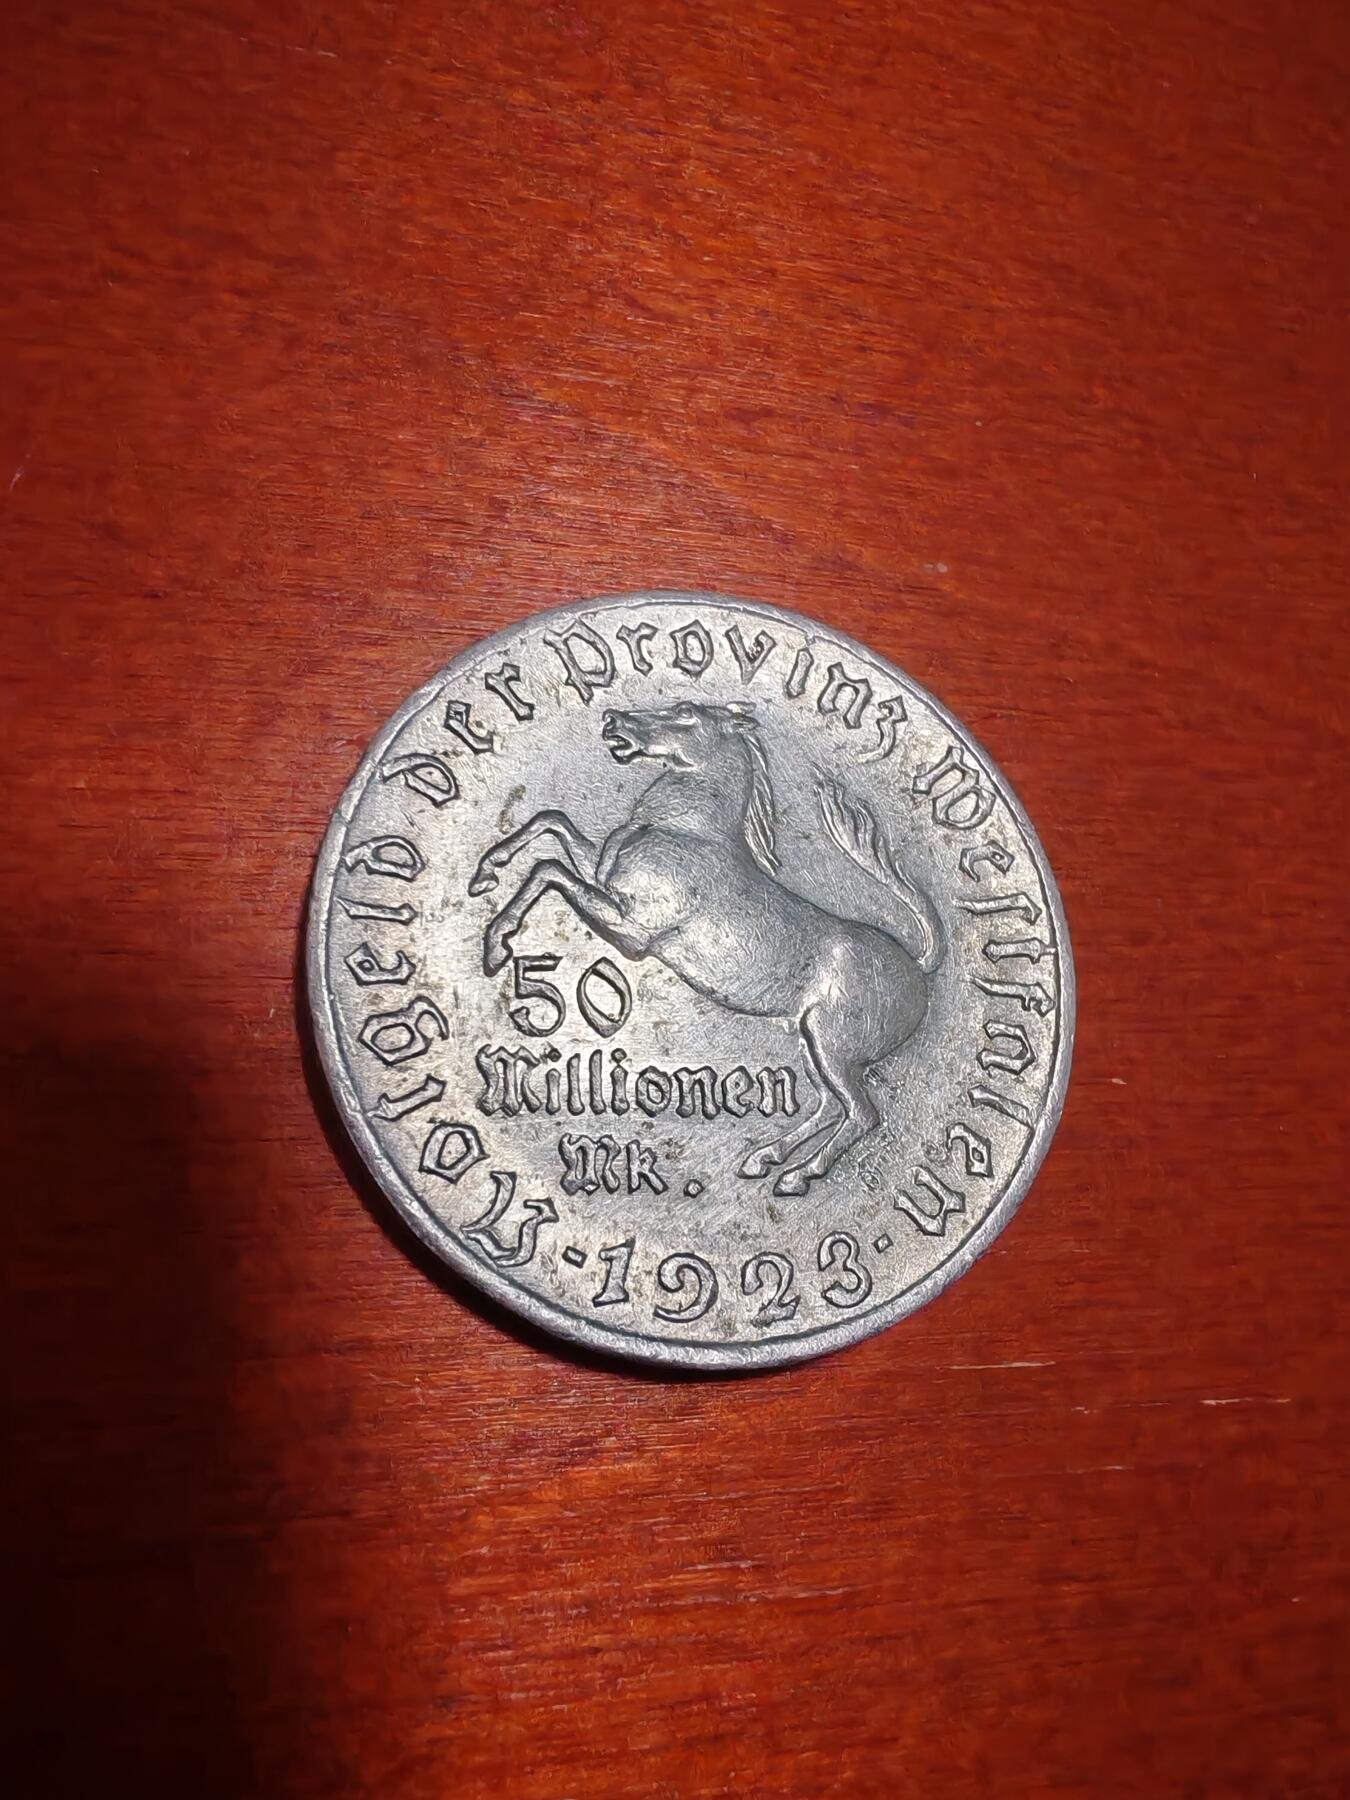 Notgeld der Provinz Westfalen
50
Millionen
Mk.
· 1923 ·